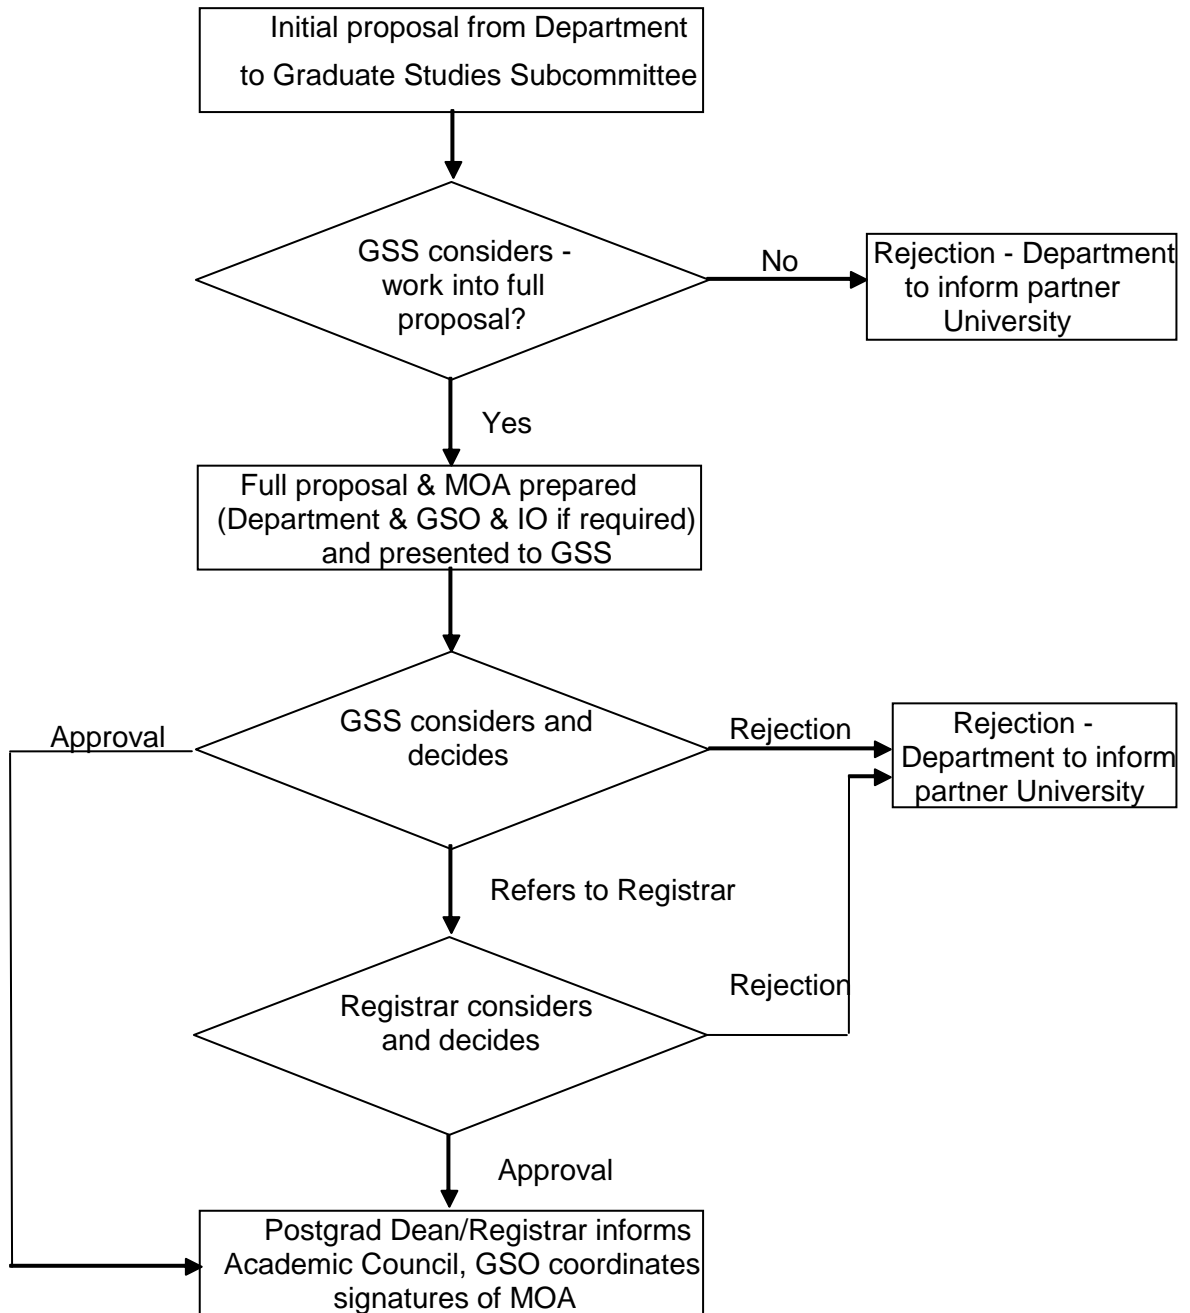 Initial proposal from Department
to Graduate Studies Subcommittee
GSS considers -
work into full
proposal?
No
Rejection - Department
to inform partner
University
Yes
Full proposal & MOA prepared
(Department & GSO & IO if required)
and presented to GSS
Approval
GSS considers and
decides
Rejection
Rejection -
Department to inform
partner University
Refers to Registrar
Registrar considers
and decides
Rejection
Approval
Postgrad Dean/Registrar informs
Academic Council, GSO coordinates
signatures of MOA